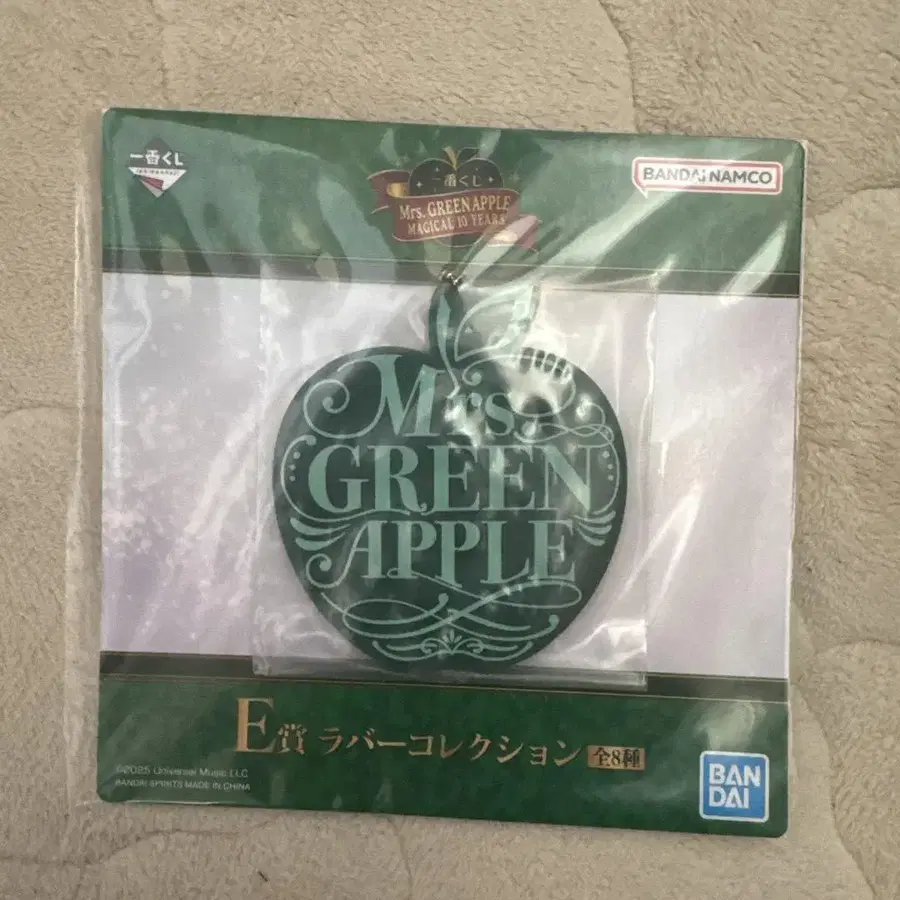 一番くじ
BANDAI NAMCO
一番くじ
Mrs. GREEN APPLE
MAGICAL 10 YEARS
Mrs.
GREEN
APPLE
E賞 ラバーコレクション 全8種
©2025 Universal Music LLC
BANDAI SPIRITS MADE IN CHINA
BAN
DAI